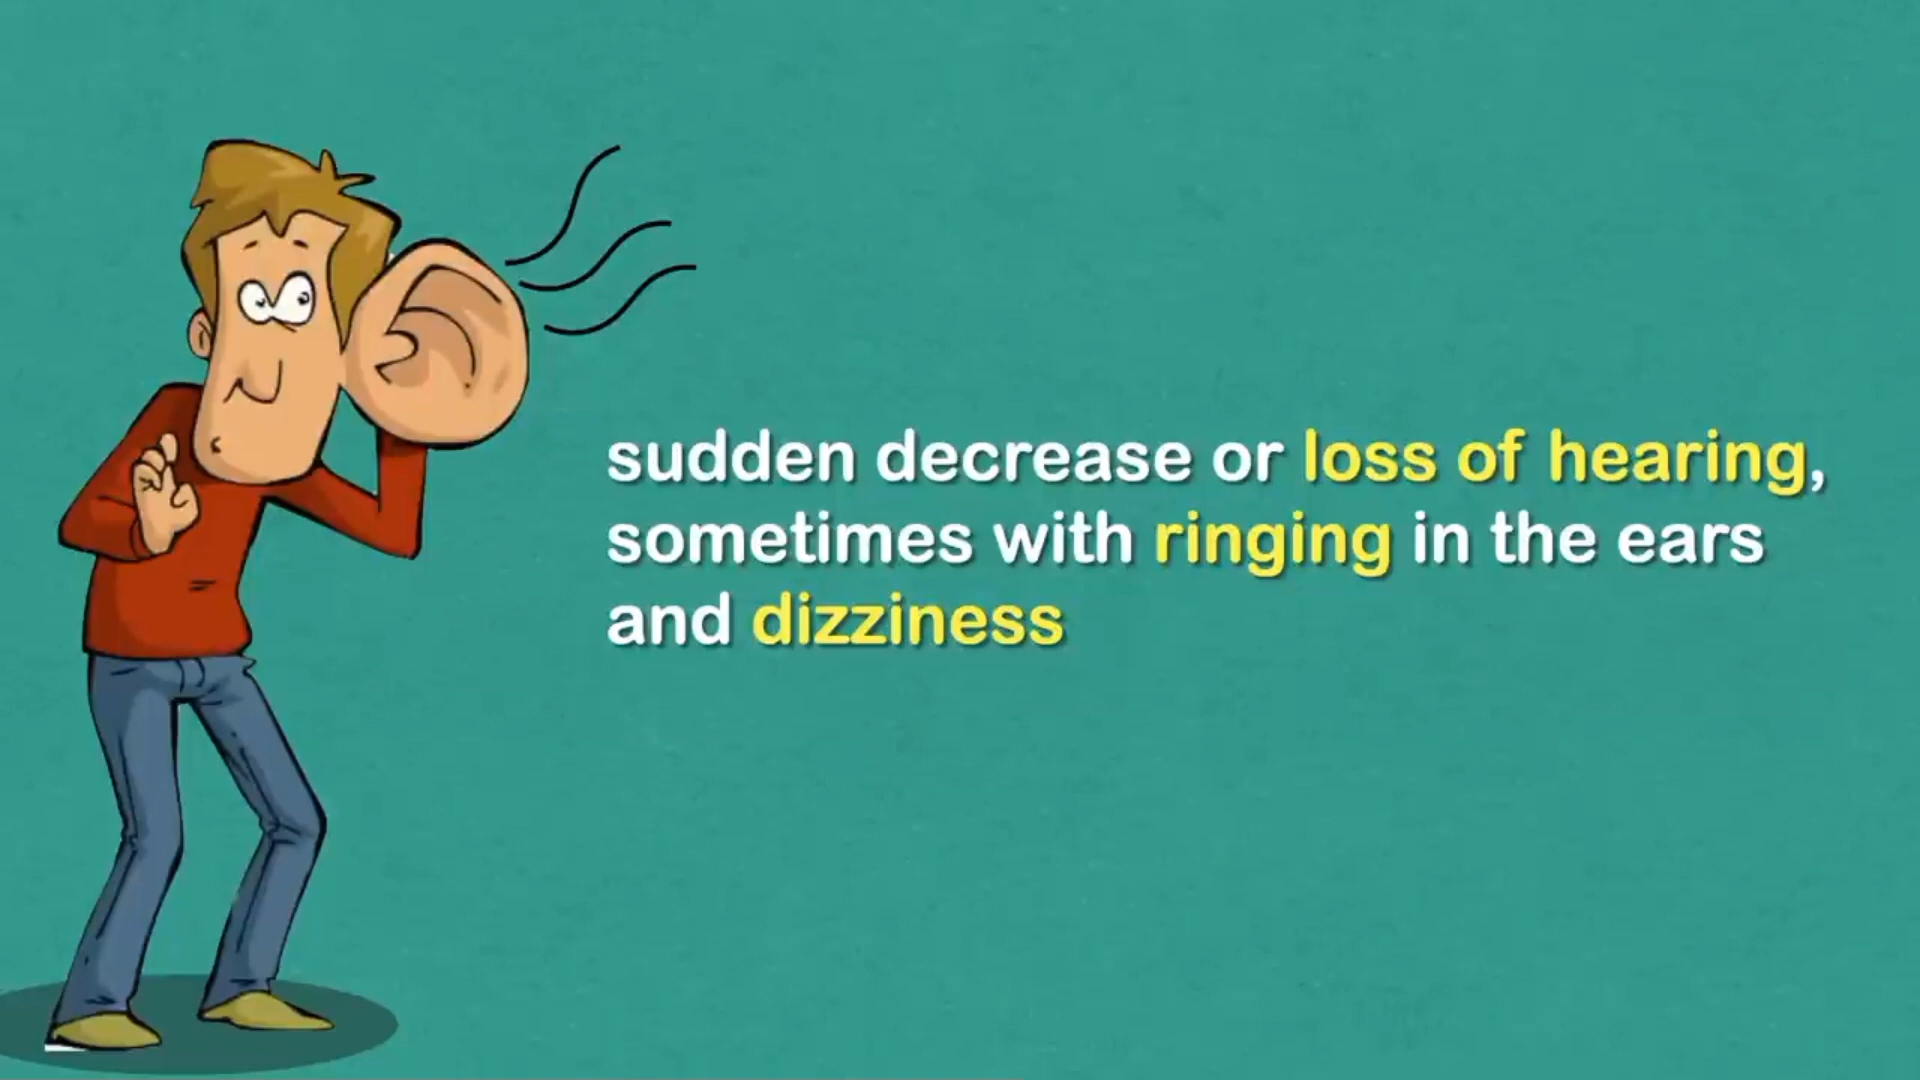 sudden decrease or loss of hearing,
sometimes with ringing in the ears
and dizziness